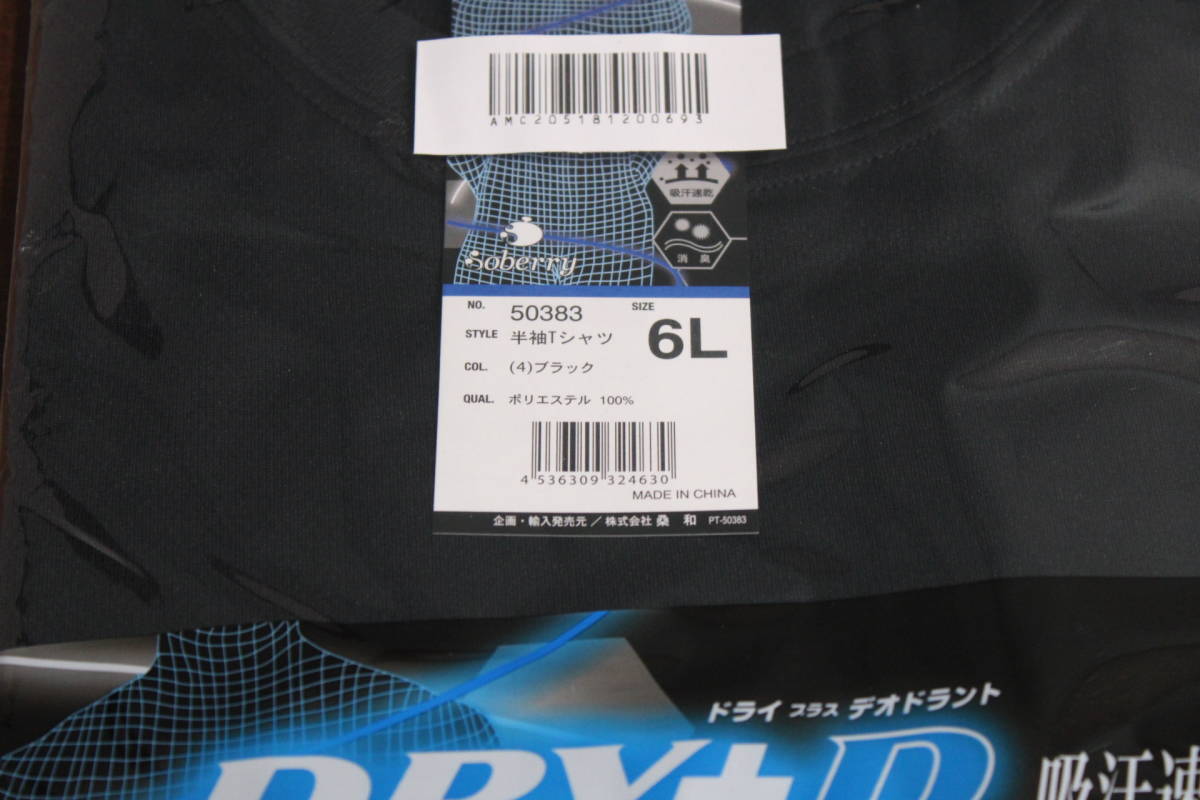 AMC205181200693
吸汗速乾
消臭
Soberry
NO. 50383
SIZE 6L
STYLE 半袖Tシャツ
COL. (4)ブラック
QUAL. ポリエステル 100%
4 536309 324630
MADE IN CHINA
企画・輸入発売元／株式会社 桑 和 PT-50383
ドライ プラス デオドラント
DRY+D
吸汗速